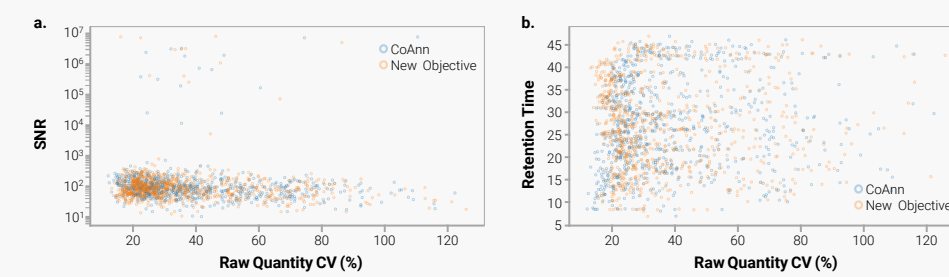 a.
SNR
10⁷
10⁶
10⁵
10⁴
10³
10²
10¹
CoAnn
New Objective
20 40 60 80 100 120
Raw Quantity CV (%)
b.
Retention Time
45
40
35
30
25
20
15
10
5
CoAnn
New Objective
20 40 60 80 100 120
Raw Quantity CV (%)